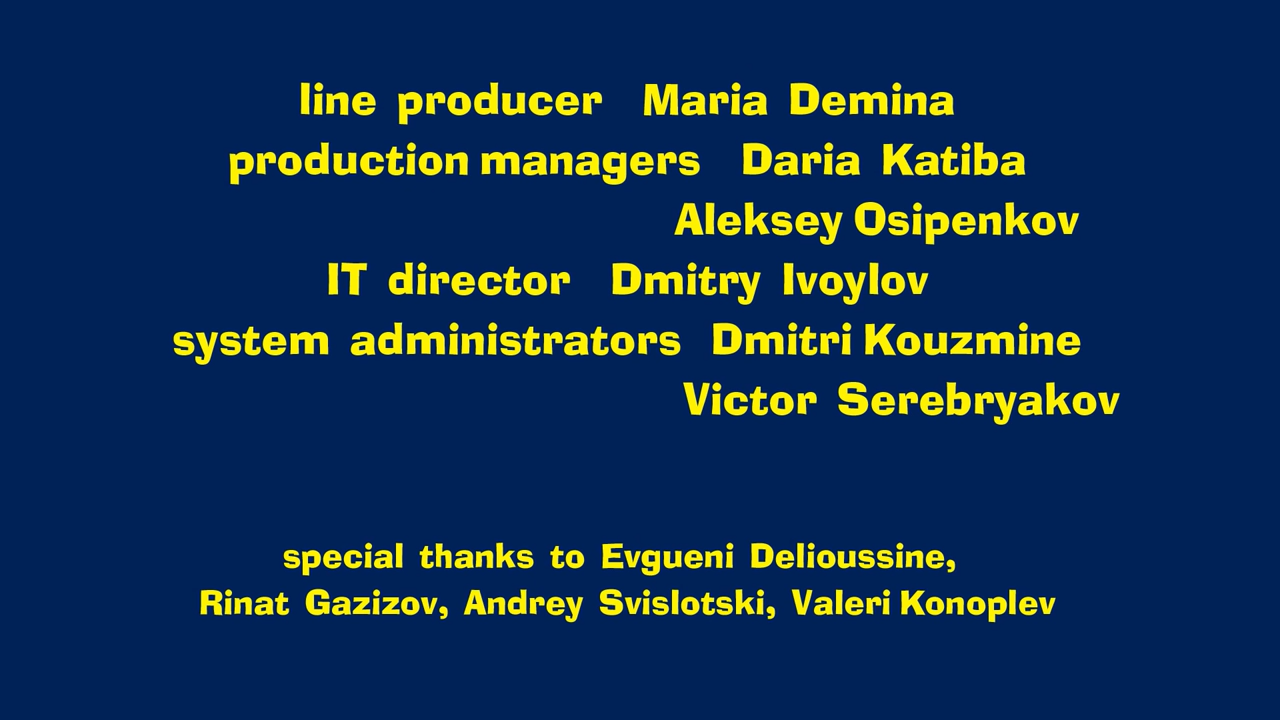 line producer Maria Demina
production managers Daria Katiba
Aleksey Osipenkov
IT director Dmitry Ivoylov
system administrators Dmitri Kouzmine
Victor Serebryakov
special thanks to Evgueni Delioussine,
Rinat Gazizov, Andrey Svislotski, Valeri Konoplev